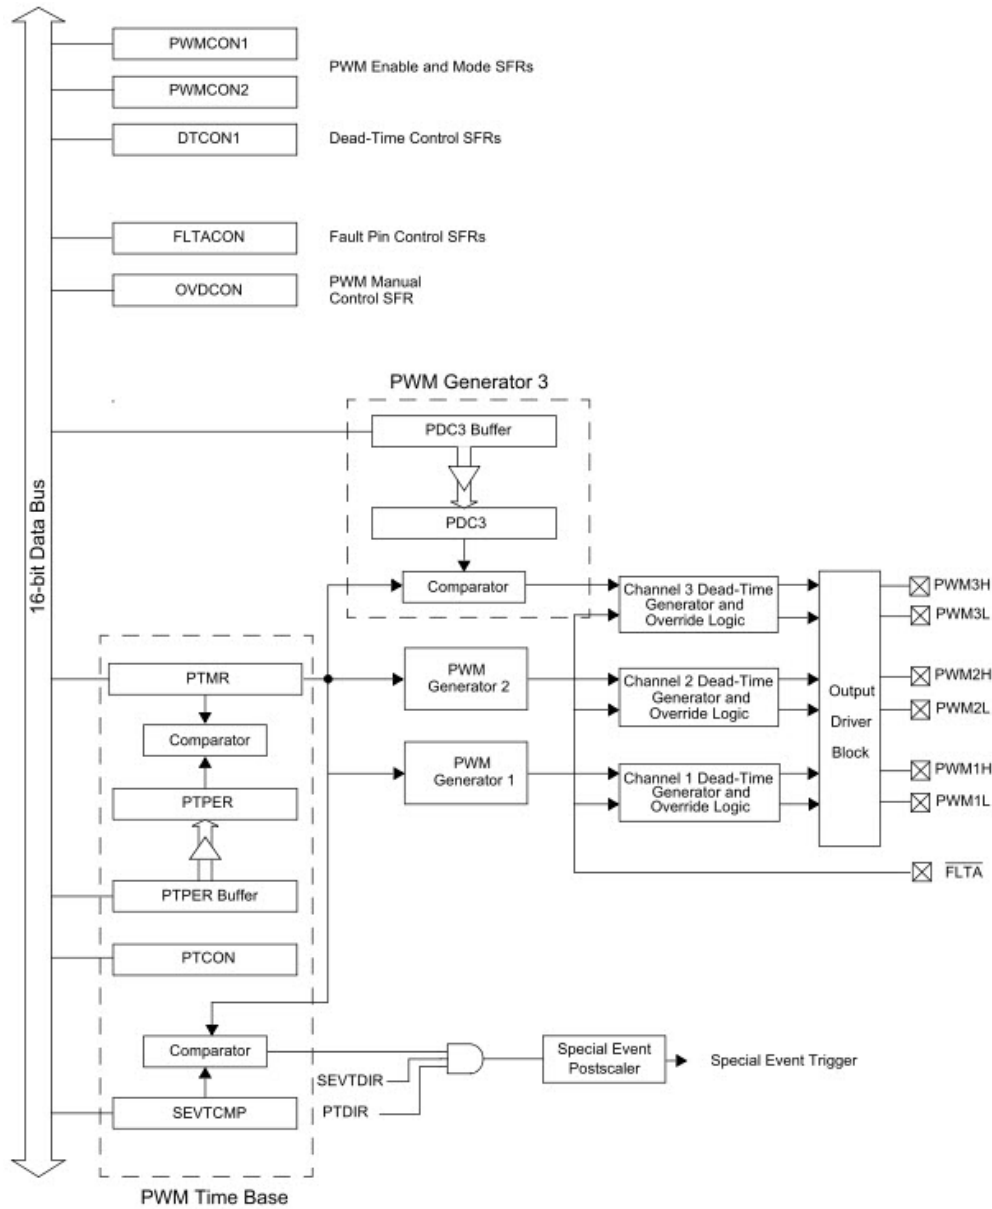 PWMCON1
PWM Enable and Mode SFRs
PWMCON2
DTCON1
Dead-Time Control SFRs
FLTACON
Fault Pin Control SFRs
OVDCON
PWM Manual
Control SFR
16-bit Data Bus
PWM Generator 3
PDC3 Buffer
PDC3
Comparator
Channel 3 Dead-Time
Generator and
Override Logic
PWM3H
PWM3L
PTMR
PWM
Generator 2
Channel 2 Dead-Time
Generator and
Override Logic
Output
Driver
Block
PWM2H
PWM2L
Comparator
PWM
Generator 1
Channel 1 Dead-Time
Generator and
Override Logic
PWM1H
PWM1L
PTPER
FLTA
PTPER Buffer
PTCON
Comparator
SEVTDIR
PTDIR
Special Event
Postscaler
Special Event Trigger
SEVTCMP
PWM Time Base